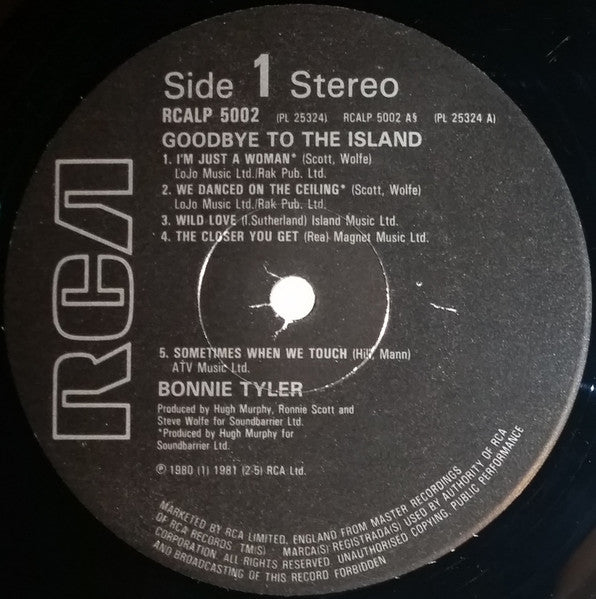 Side 1 Stereo
RCALP 5002 (PL 25324) RCALP 5002 A§ (PL 25324 A)
GOODBYE TO THE ISLAND
1. I'M JUST A WOMAN* (Scott, Wolfe)
LoJo Music Ltd./Rak Pub. Ltd.
2. WE DANCED ON THE CEILING* (Scott, Wolfe)
LoJo Music Ltd./Rak Pub. Ltd.
3. WILD LOVE (I.Sutherland) Island Music Ltd.
4. THE CLOSER YOU GET (Rea) Magnet Music Ltd.
RCA
5. SOMETIMES WHEN WE TOUCH (Hill, Mann)
ATV Music Ltd.
BONNIE TYLER
Produced by Hugh Murphy, Ronnie Scott and
Steve Wolfe for Soundbarrier Ltd.
*Produced by Hugh Murphy for
Soundbarrier Ltd.
℗ 1980 (1) 1981 (2-5) RCA Ltd.
MARKETED BY RCA LIMITED, ENGLAND FROM MASTER RECORDINGS
OF RCA RECORDS. TM(S) · MARCA(S) REGISTRADA(S) USED BY AUTHORITY OF RCA
CORPORATION. ALL RIGHTS RESERVED. UNAUTHORISED COPYING, PUBLIC PERFORMANCE
AND BROADCASTING OF THIS RECORD FORBIDDEN